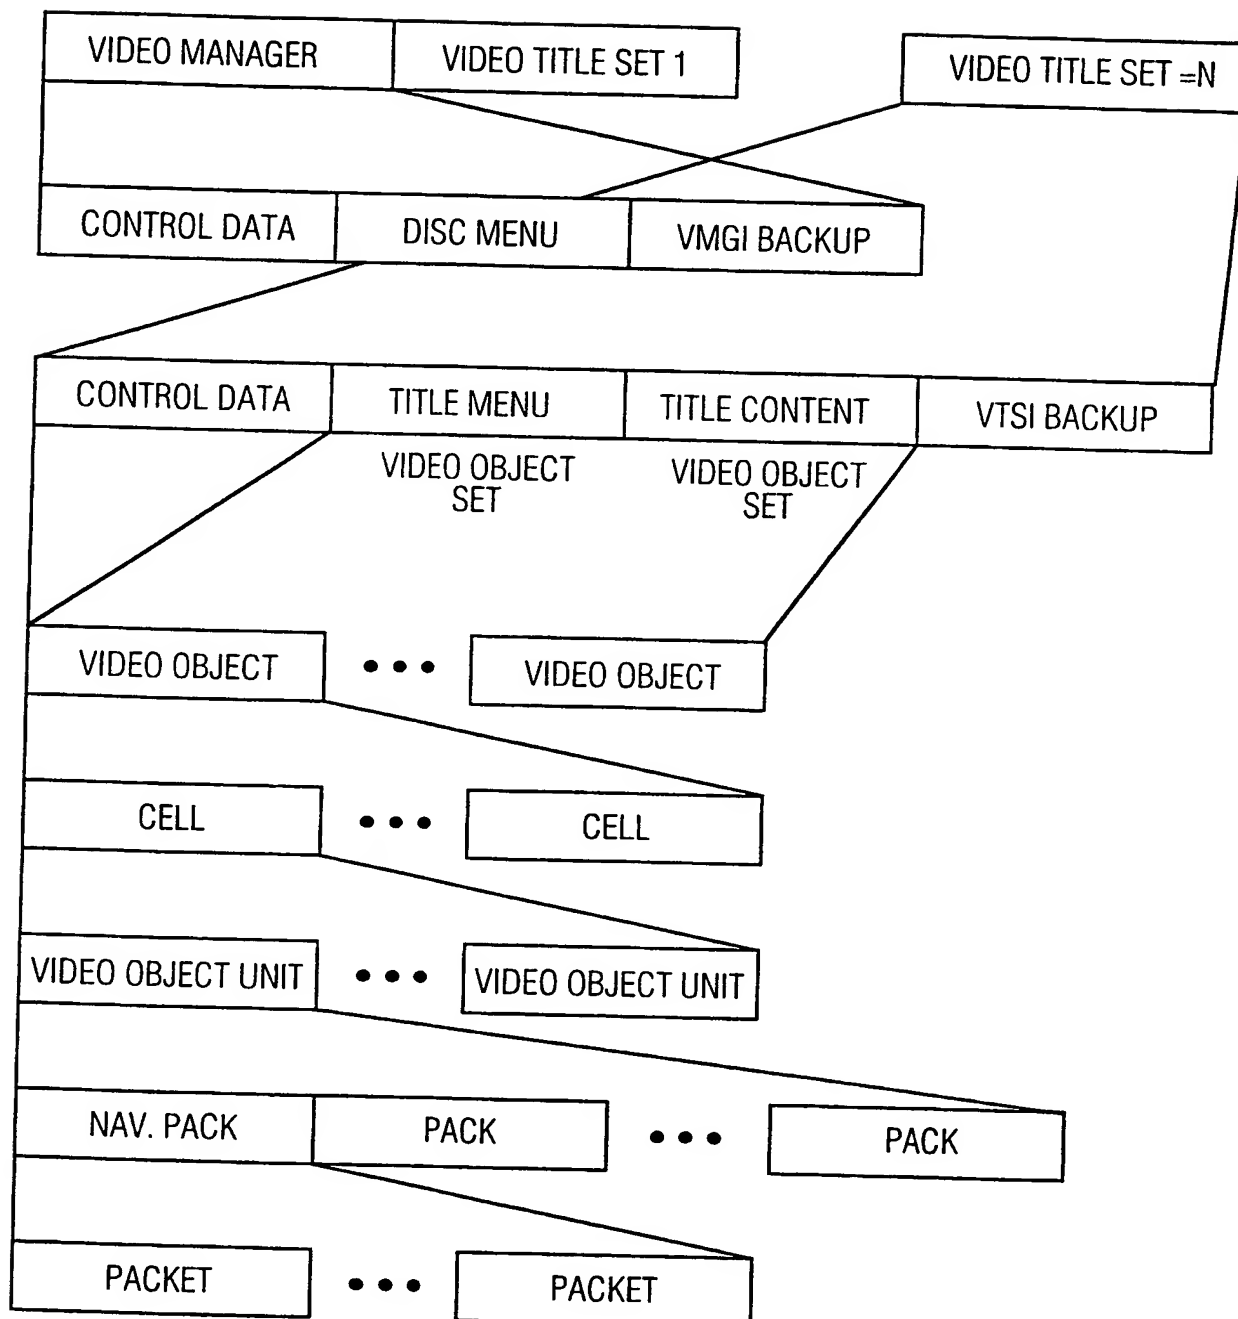 VIDEO MANAGER
VIDEO TITLE SET 1
VIDEO TITLE SET =N
CONTROL DATA
DISC MENU
VMGI BACKUP
CONTROL DATA
TITLE MENU
TITLE CONTENT
VTSI BACKUP
VIDEO OBJECT
SET
VIDEO OBJECT
SET
VIDEO OBJECT
VIDEO OBJECT
CELL
CELL
VIDEO OBJECT UNIT
VIDEO OBJECT UNIT
NAV. PACK
PACK
PACK
PACKET
PACKET